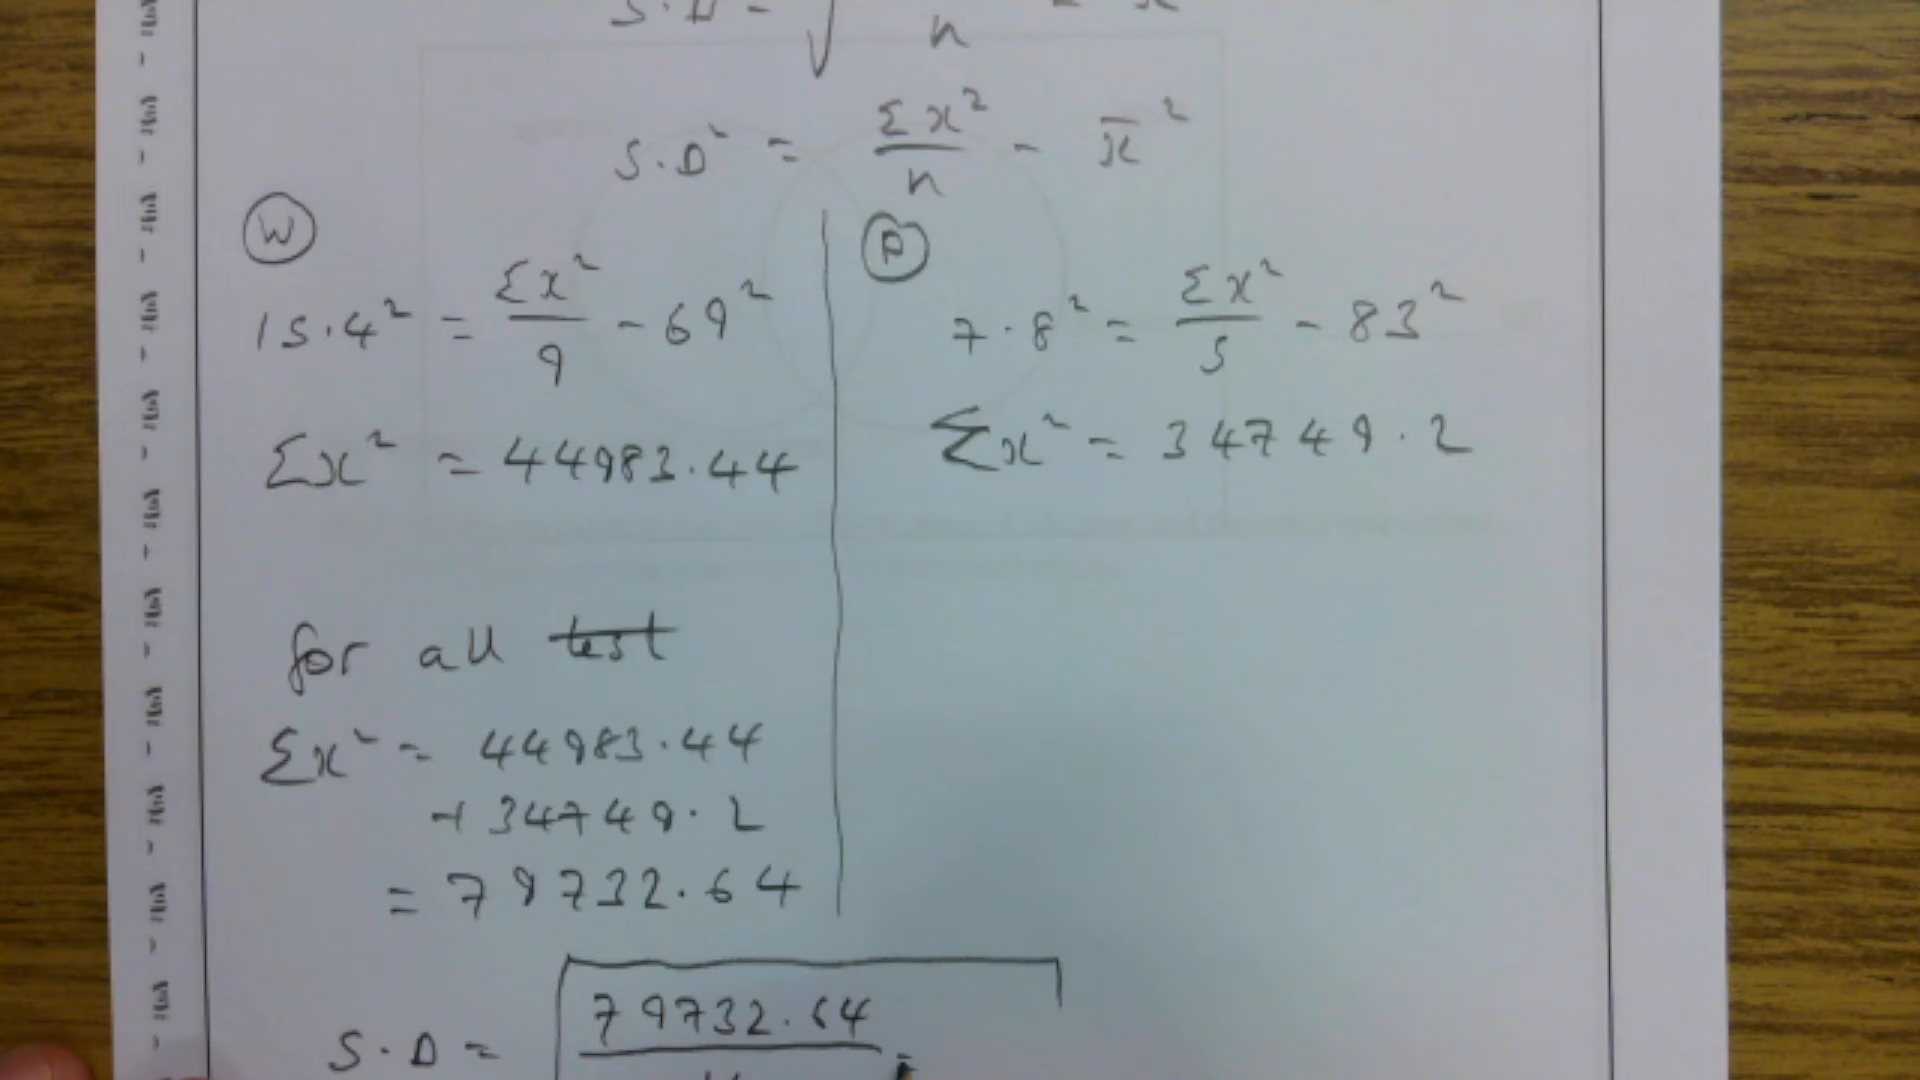 n
S.D² = Σx²/n - x̄²
W
15.4² = Σx²/9 - 69²
Σx² = 44983.44
P
7.8² = Σx²/5 - 83²
Σx² = 34749.2
for all test
Σx² = 44983.44
+ 34749.2
= 79732.64
S.D = √79732.64